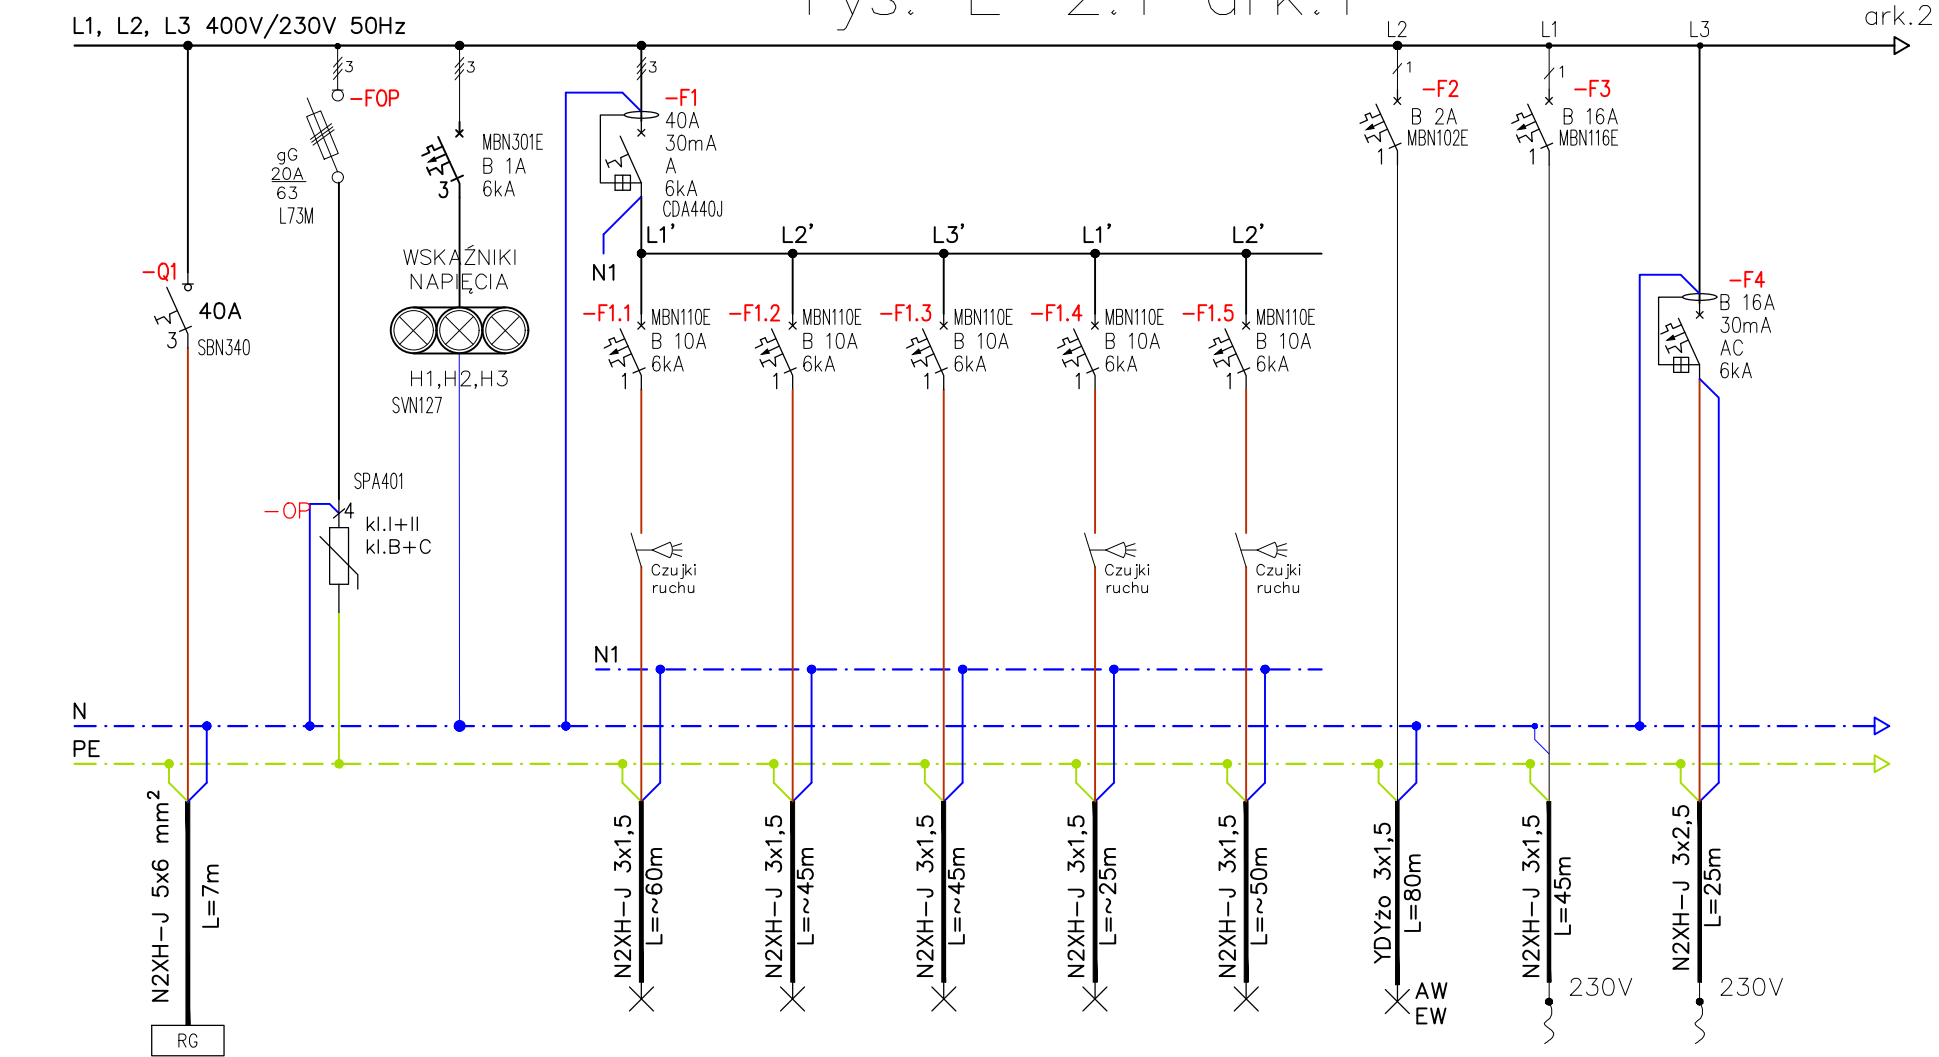 rys. E 2.1 ark.1
ark.2
L1, L2, L3 400V/230V 50Hz
L2
L1
L3
3
3
3
1
1
-FOP
gG
20A
63
L73M
MBN301E
B 1A
6kA
3
-F1
40A
30mA
A
6kA
CDA440J
N1
-F2
B 2A
MBN102E
1
-F3
B 16A
MBN116E
1
L1'
L2'
L3'
L1'
L2'
WSKAŹNIKI
NAPIĘCIA
H1,H2,H3
SVN127
-Q1
40A
3
SBN340
-F1.1
MBN110E
B 10A
6kA
1
-F1.2
MBN110E
B 10A
6kA
1
-F1.3
MBN110E
B 10A
6kA
1
-F1.4
MBN110E
B 10A
6kA
1
-F1.5
MBN110E
B 10A
6kA
1
-F4
B 16A
30mA
AC
6kA
SPA401
-OP
4
kl.I+II
kl.B+C
Czujki
ruchu
Czujki
ruchu
Czujki
ruchu
N1
N
PE
N2XH-J 5x6 mm²
L=7m
N2XH-J 3x1,5
L=~60m
N2XH-J 3x1,5
L=~45m
N2XH-J 3x1,5
L=~45m
N2XH-J 3x1,5
L=~25m
N2XH-J 3x1,5
L=~50m
YDYżo 3x1,5
L=80m
N2XH-J 3x1,5
L=45m
N2XH-J 3x2,5
L=25m
RG
AW
EW
230V
230V